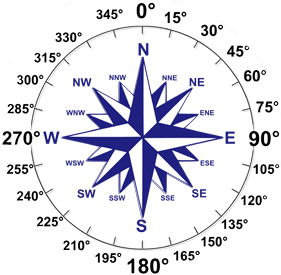 0°
345° 15°
330° 30°
315° 45°
N
NNW NNE
NW NE
300° 60°
285° 75°
WNW ENE
270° W E 90°
WSW ESE
255° 105°
240° 120°
SW SE
SSW SSE
S
225° 135°
210° 150°
195° 165°
180°